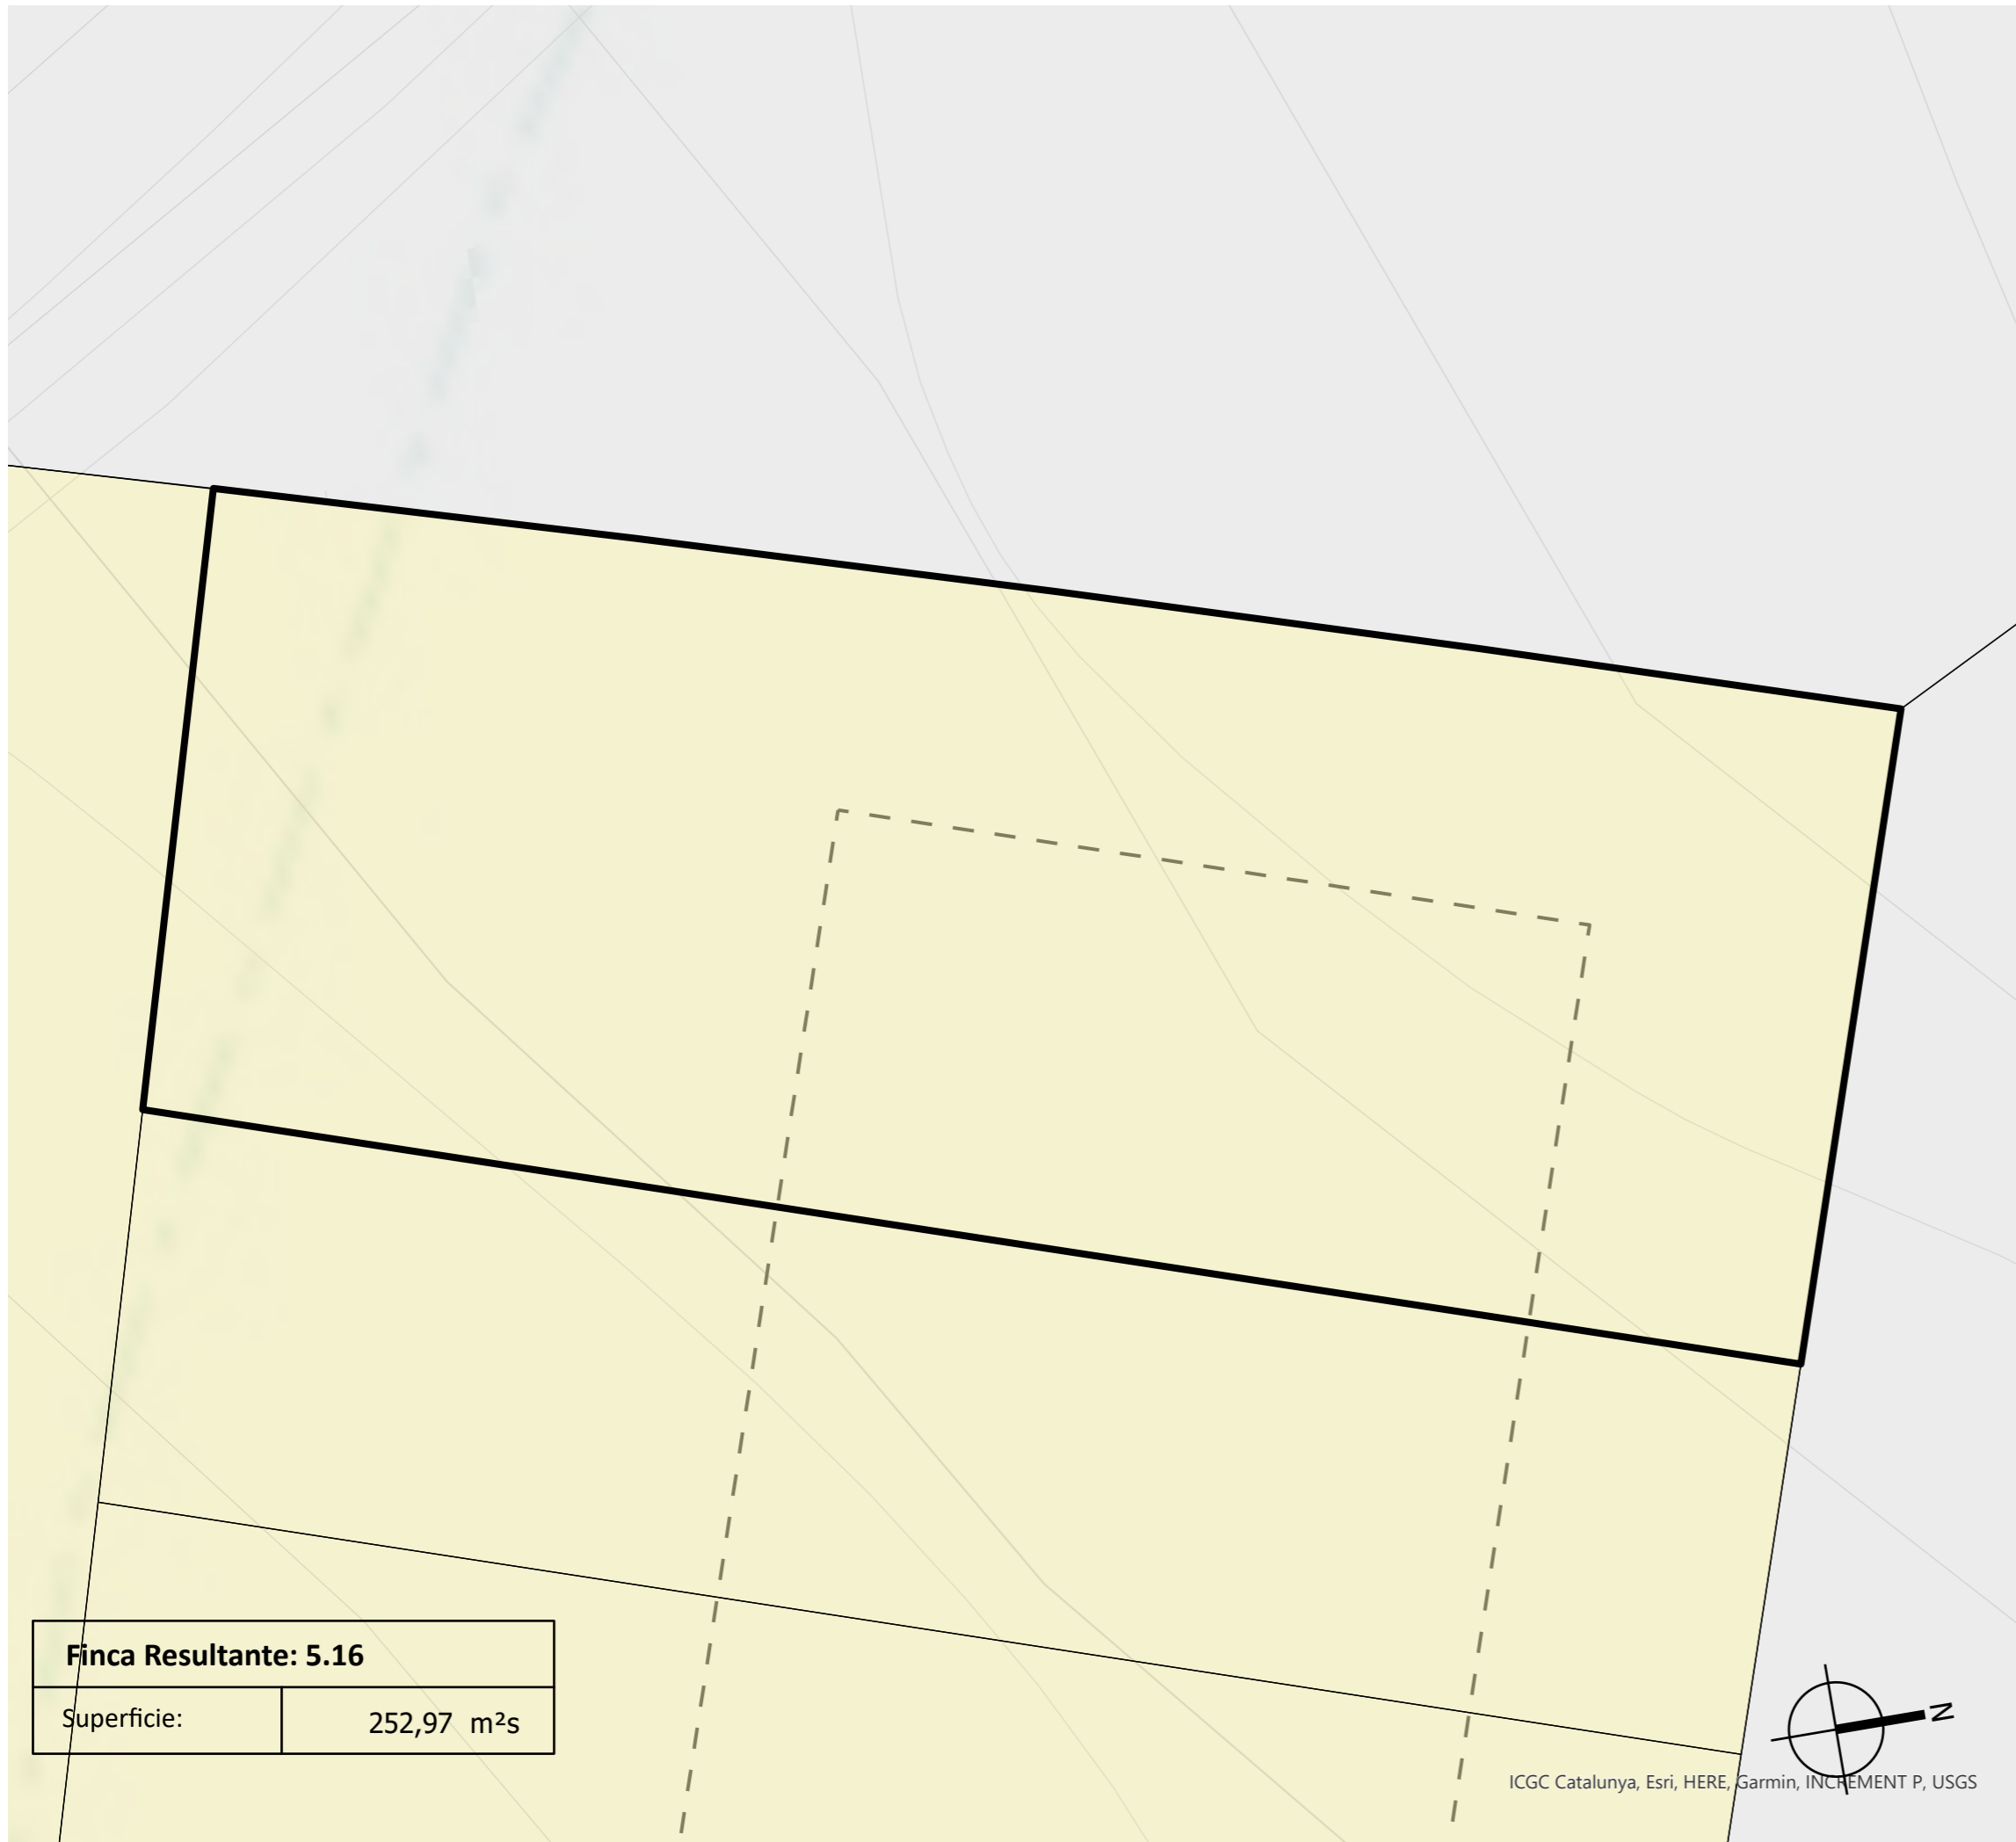 Finca Resultante: 5.16
Superficie: 252,97 m²s
N
ICGC Catalunya, Esri, HERE, Garmin, INCREMENT P, USGS